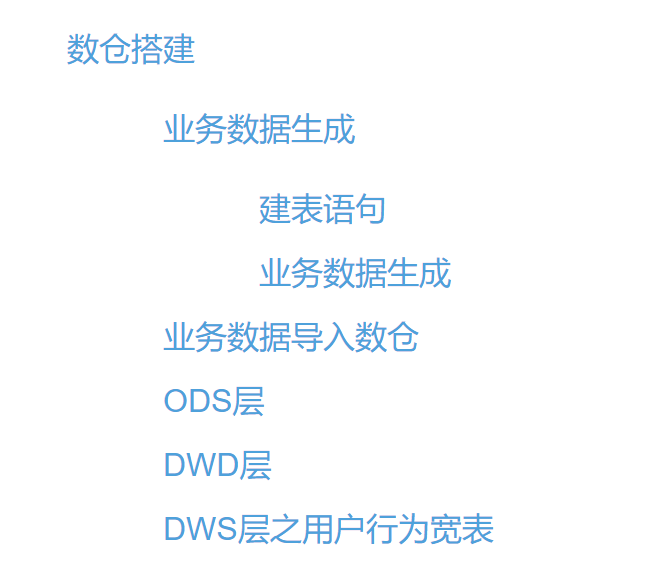 数仓搭建
业务数据生成
建表语句
业务数据生成
业务数据导入数仓
ODS层
DWD层
DWS层之用户行为宽表